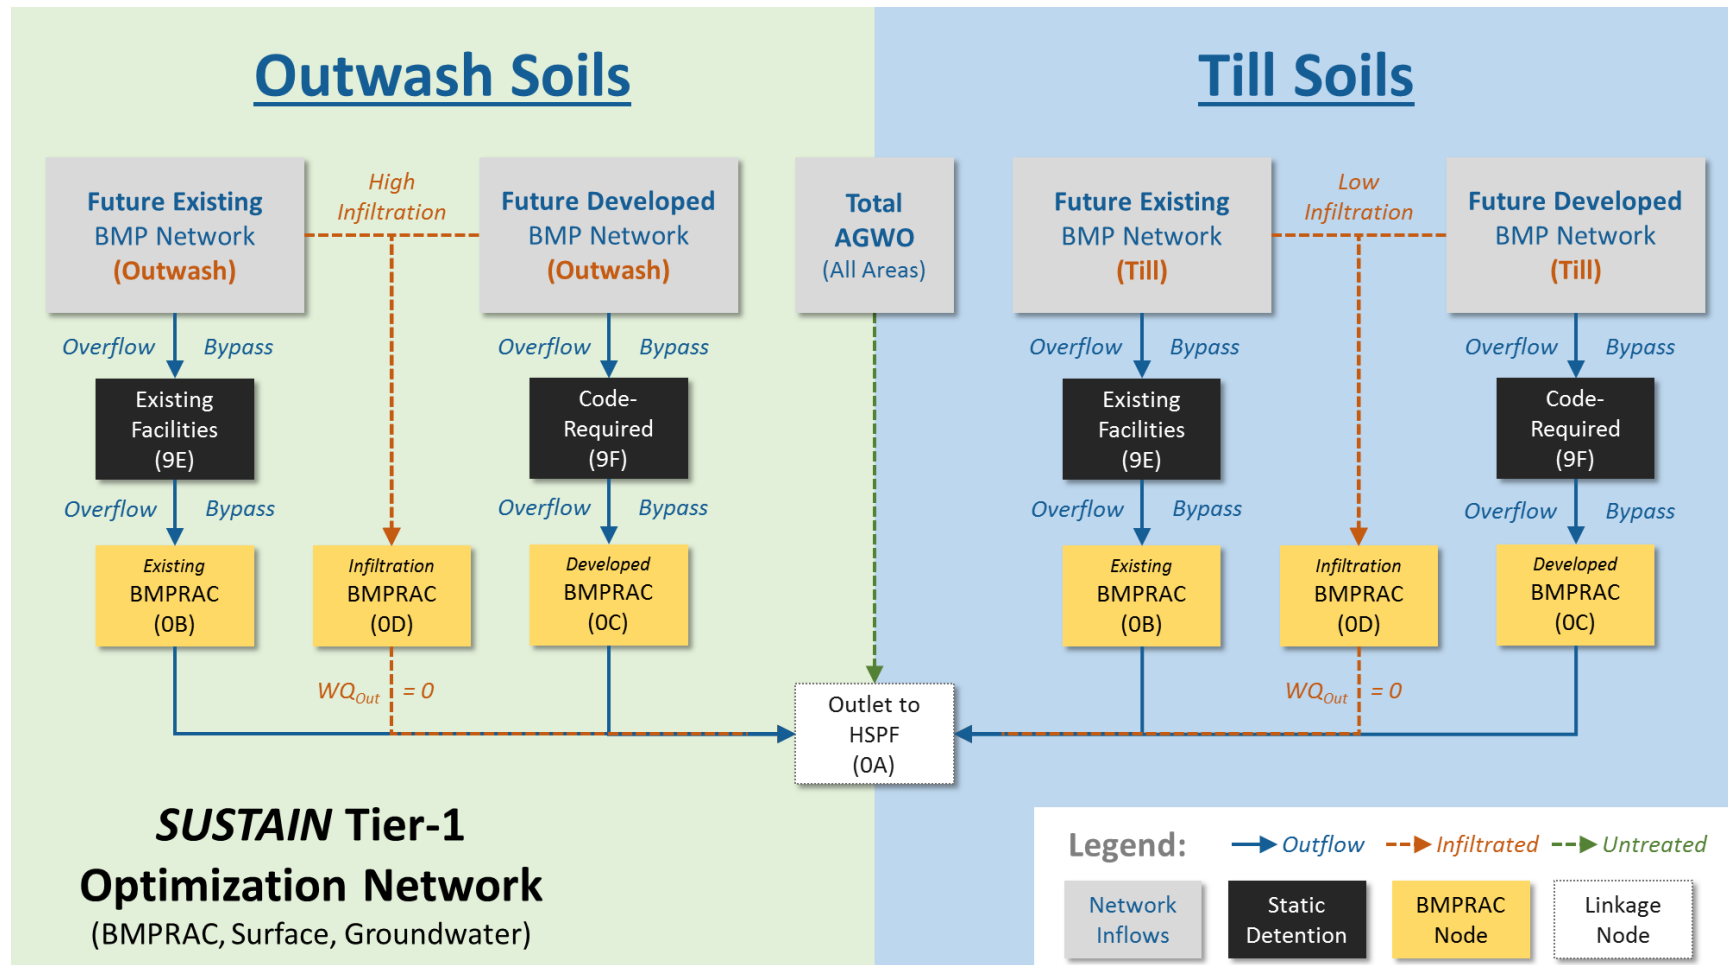 Outwash Soils
Till Soils
Future Existing
BMP Network
(Outwash)
High
Infiltration
Future Developed
BMP Network
(Outwash)
Total
AGWO
(All Areas)
Future Existing
BMP Network
(Till)
Low
Infiltration
Future Developed
BMP Network
(Till)
Overflow Bypass
Overflow Bypass
Overflow Bypass
Overflow Bypass
Existing
Facilities
(9E)
Code-
Required
(9F)
Existing
Facilities
(9E)
Code-
Required
(9F)
Overflow Bypass
Overflow Bypass
Overflow Bypass
Overflow Bypass
Existing
BMPRAC
(0B)
Infiltration
BMPRAC
(0D)
Developed
BMPRAC
(0C)
Existing
BMPRAC
(0B)
Infiltration
BMPRAC
(0D)
Developed
BMPRAC
(0C)
WQOut = 0
WQOut = 0
Outlet to
HSPF
(0A)
SUSTAIN Tier-1
Optimization Network
(BMPRAC, Surface, Groundwater)
Legend:
Outflow
Infiltrated
Untreated
Network
Inflows
Static
Detention
BMPRAC
Node
Linkage
Node